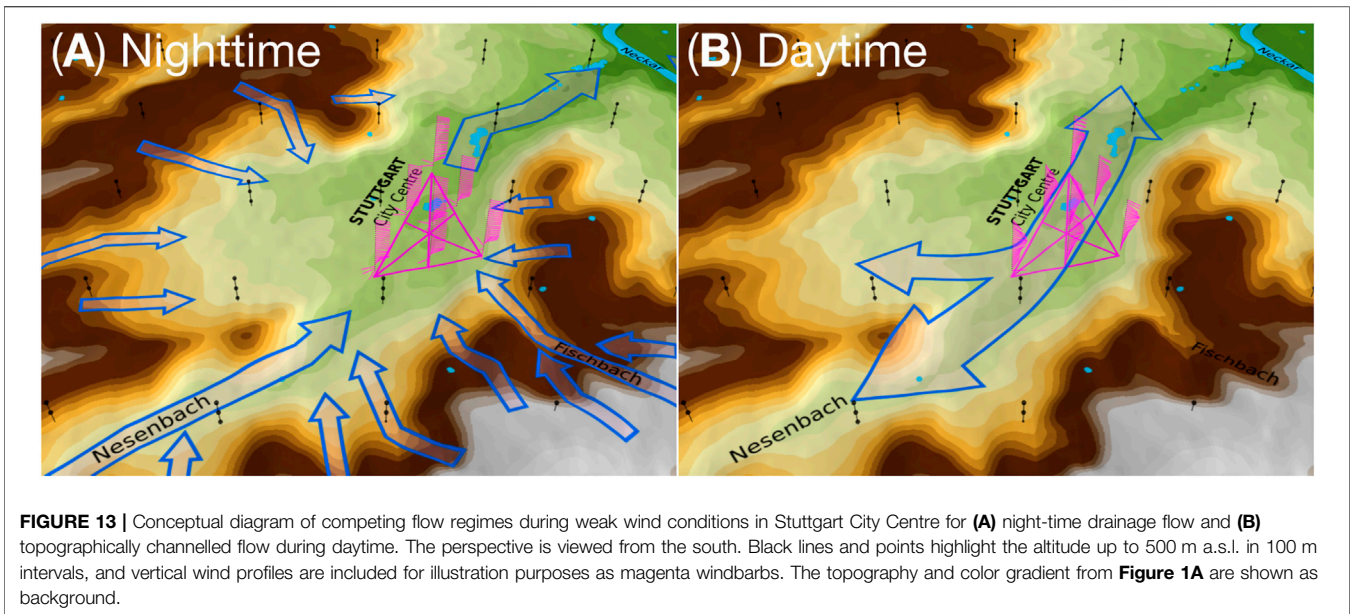 (A) Nighttime
Neckar
STUTTGART
City Centre
Fischbach
Nesenbach
(B) Daytime
Neckar
STUTTGART
City Centre
Fischbach
Nesenbach
FIGURE 13 | Conceptual diagram of competing flow regimes during weak wind conditions in Stuttgart City Centre for (A) night-time drainage flow and (B)
topographically channelled flow during daytime. The perspective is viewed from the south. Black lines and points highlight the altitude up to 500 m a.s.l. in 100 m
intervals, and vertical wind profiles are included for illustration purposes as magenta windbarbs. The topography and color gradient from Figure 1A are shown as
background.